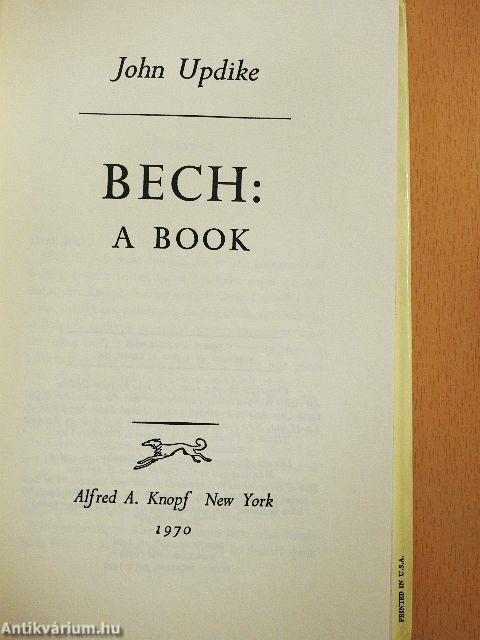 John Updike
BECH:
A BOOK
Alfred A. Knopf New York
1970
PRINTED IN U.S.A.
Antikvárium.hu